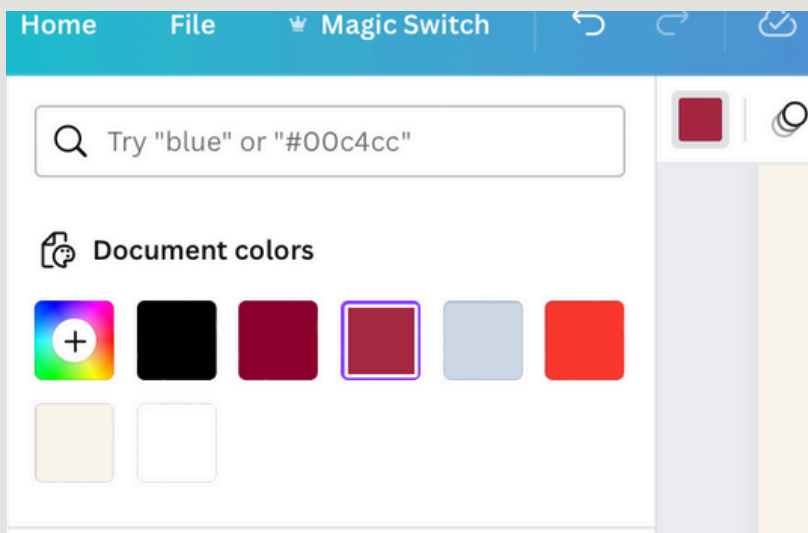 Home File Magic Switch
Try "blue" or "#00c4cc"
Document colors